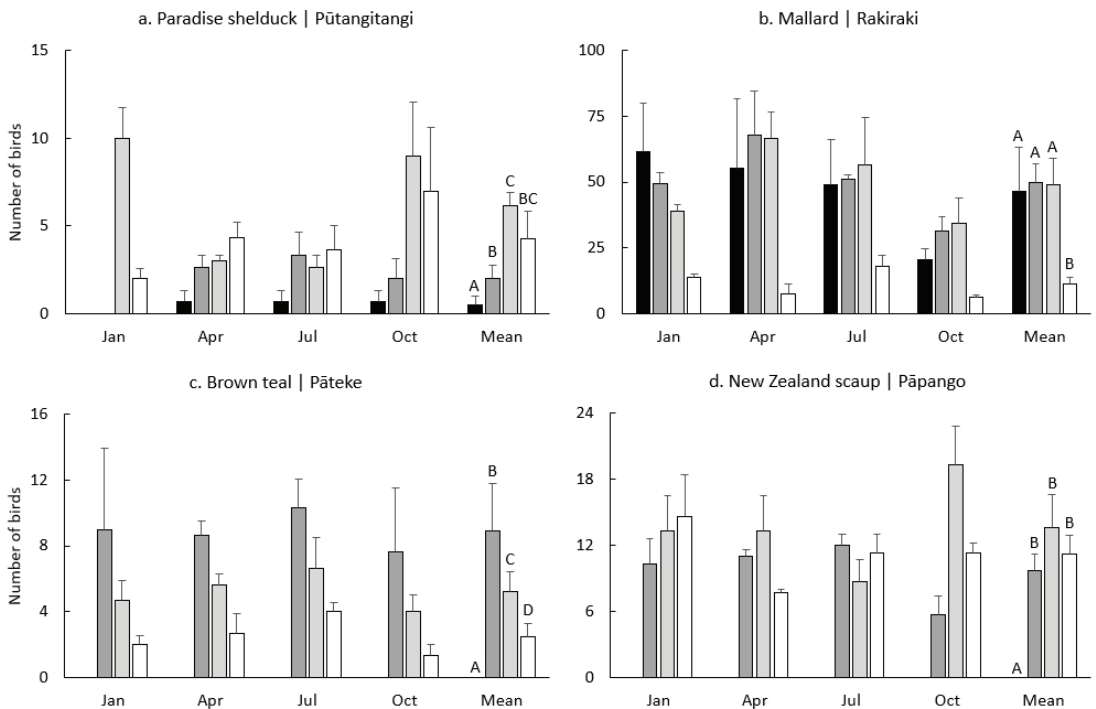 a. Paradise shelduck | Pūtangitangi
15
10
5
0
Number of birds
A
B
C
BC
Jan Apr Jul Oct Mean
b. Mallard | Rakiraki
100
75
50
25
0
A
A
A
B
Jan Apr Jul Oct Mean
c. Brown teal | Pāteke
16
12
8
4
0
Number of birds
A
B
C
D
Jan Apr Jul Oct Mean
d. New Zealand scaup | Pāpango
24
18
12
6
0
A
B
B
B
Jan Apr Jul Oct Mean